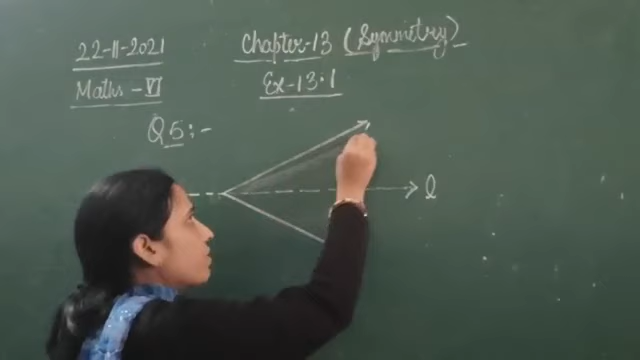 22-11-2021
Chapter-13 (Symmetry)
Maths - VI
Ex-13.1
Q5:-
l